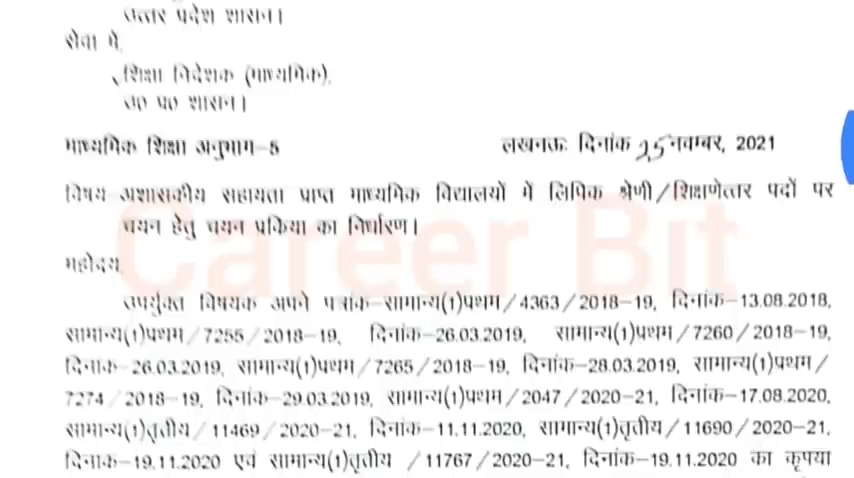 उत्तर प्रदेश शासन।
सेवा में,
शिक्षा निदेशक (माध्यमिक),
उ० प्र० शासन।
माध्यमिक शिक्षा अनुभाग-5 लखनऊः दिनांक 25 नवम्बर, 2021
विषय अशासकीय सहायता प्राप्त माध्यमिक विद्यालयों में लिपिक श्रेणी/शिक्षणेत्तर पदों पर
चयन हेतु चयन प्रकिया का निर्धारण।
महोदय,
उपर्युक्त विषयक अपने पत्रांक-सामान्य(1)प्रथम/4363/2018-19, दिनांक-13.08.2018,
सामान्य(1)प्रथम/7255/2018-19, दिनांक-26.03.2019, सामान्य(1)प्रथम/7260/2018-19,
दिनांक-26.03.2019, सामान्य(1)प्रथम/7265/2018-19, दिनांक-28.03.2019, सामान्य(1)प्रथम/
7274/2018-19, दिनांक-29.03.2019, सामान्य(1)प्रथम/2047/2020-21, दिनांक-17.08.2020,
सामान्य(1)तृतीय/11469/2020-21, दिनांक-11.11.2020, सामान्य(1)तृतीय/11690/2020-21,
दिनांक-19.11.2020 एवं सामान्य(1)तृतीय /11767/2020-21, दिनांक-19.11.2020 का कृपया
Career Bit